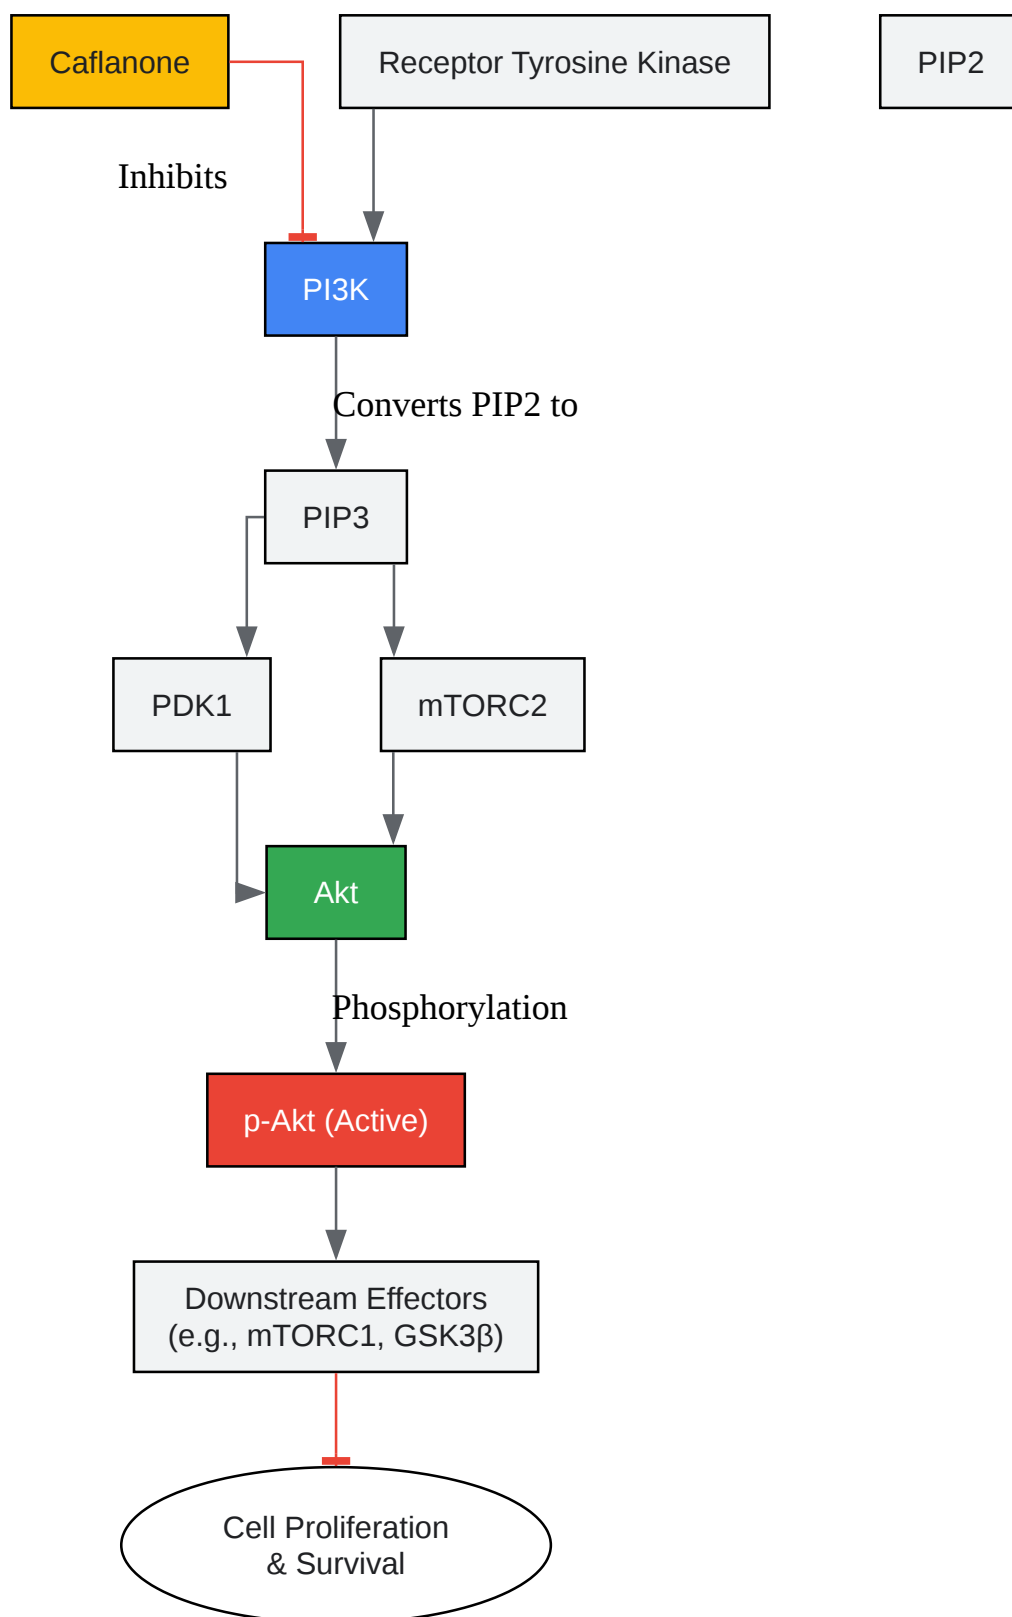 Caflanone
Receptor Tyrosine Kinase
PIP2
Inhibits
PI3K
Converts PIP2 to
PIP3
PDK1
mTORC2
Akt
Phosphorylation
p-Akt (Active)
Downstream Effectors
(e.g., mTORC1, GSK3β)
Cell Proliferation
& Survival